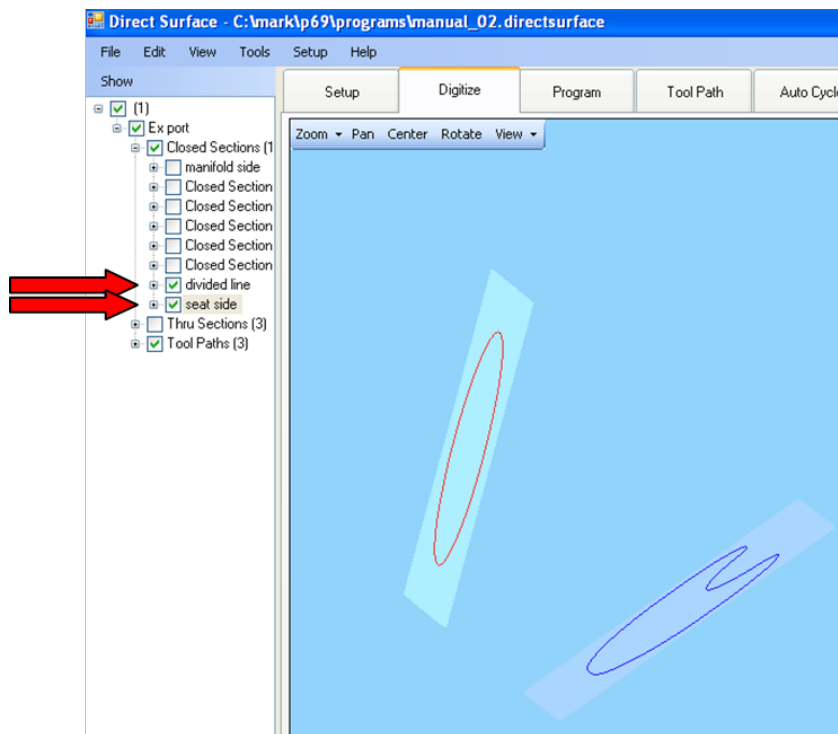 Direct Surface - C:\mark\p69\programs\manual_02.directsurface
File Edit View Tools Setup Help
Show
Setup Digitize Program Tool Path Auto Cycle
Zoom Pan Center Rotate View
(1)
Ex port
Closed Sections (1
manifold side
Closed Section
Closed Section
Closed Section
Closed Section
Closed Section
divided line
seat side
Thru Sections (3)
Tool Paths (3)